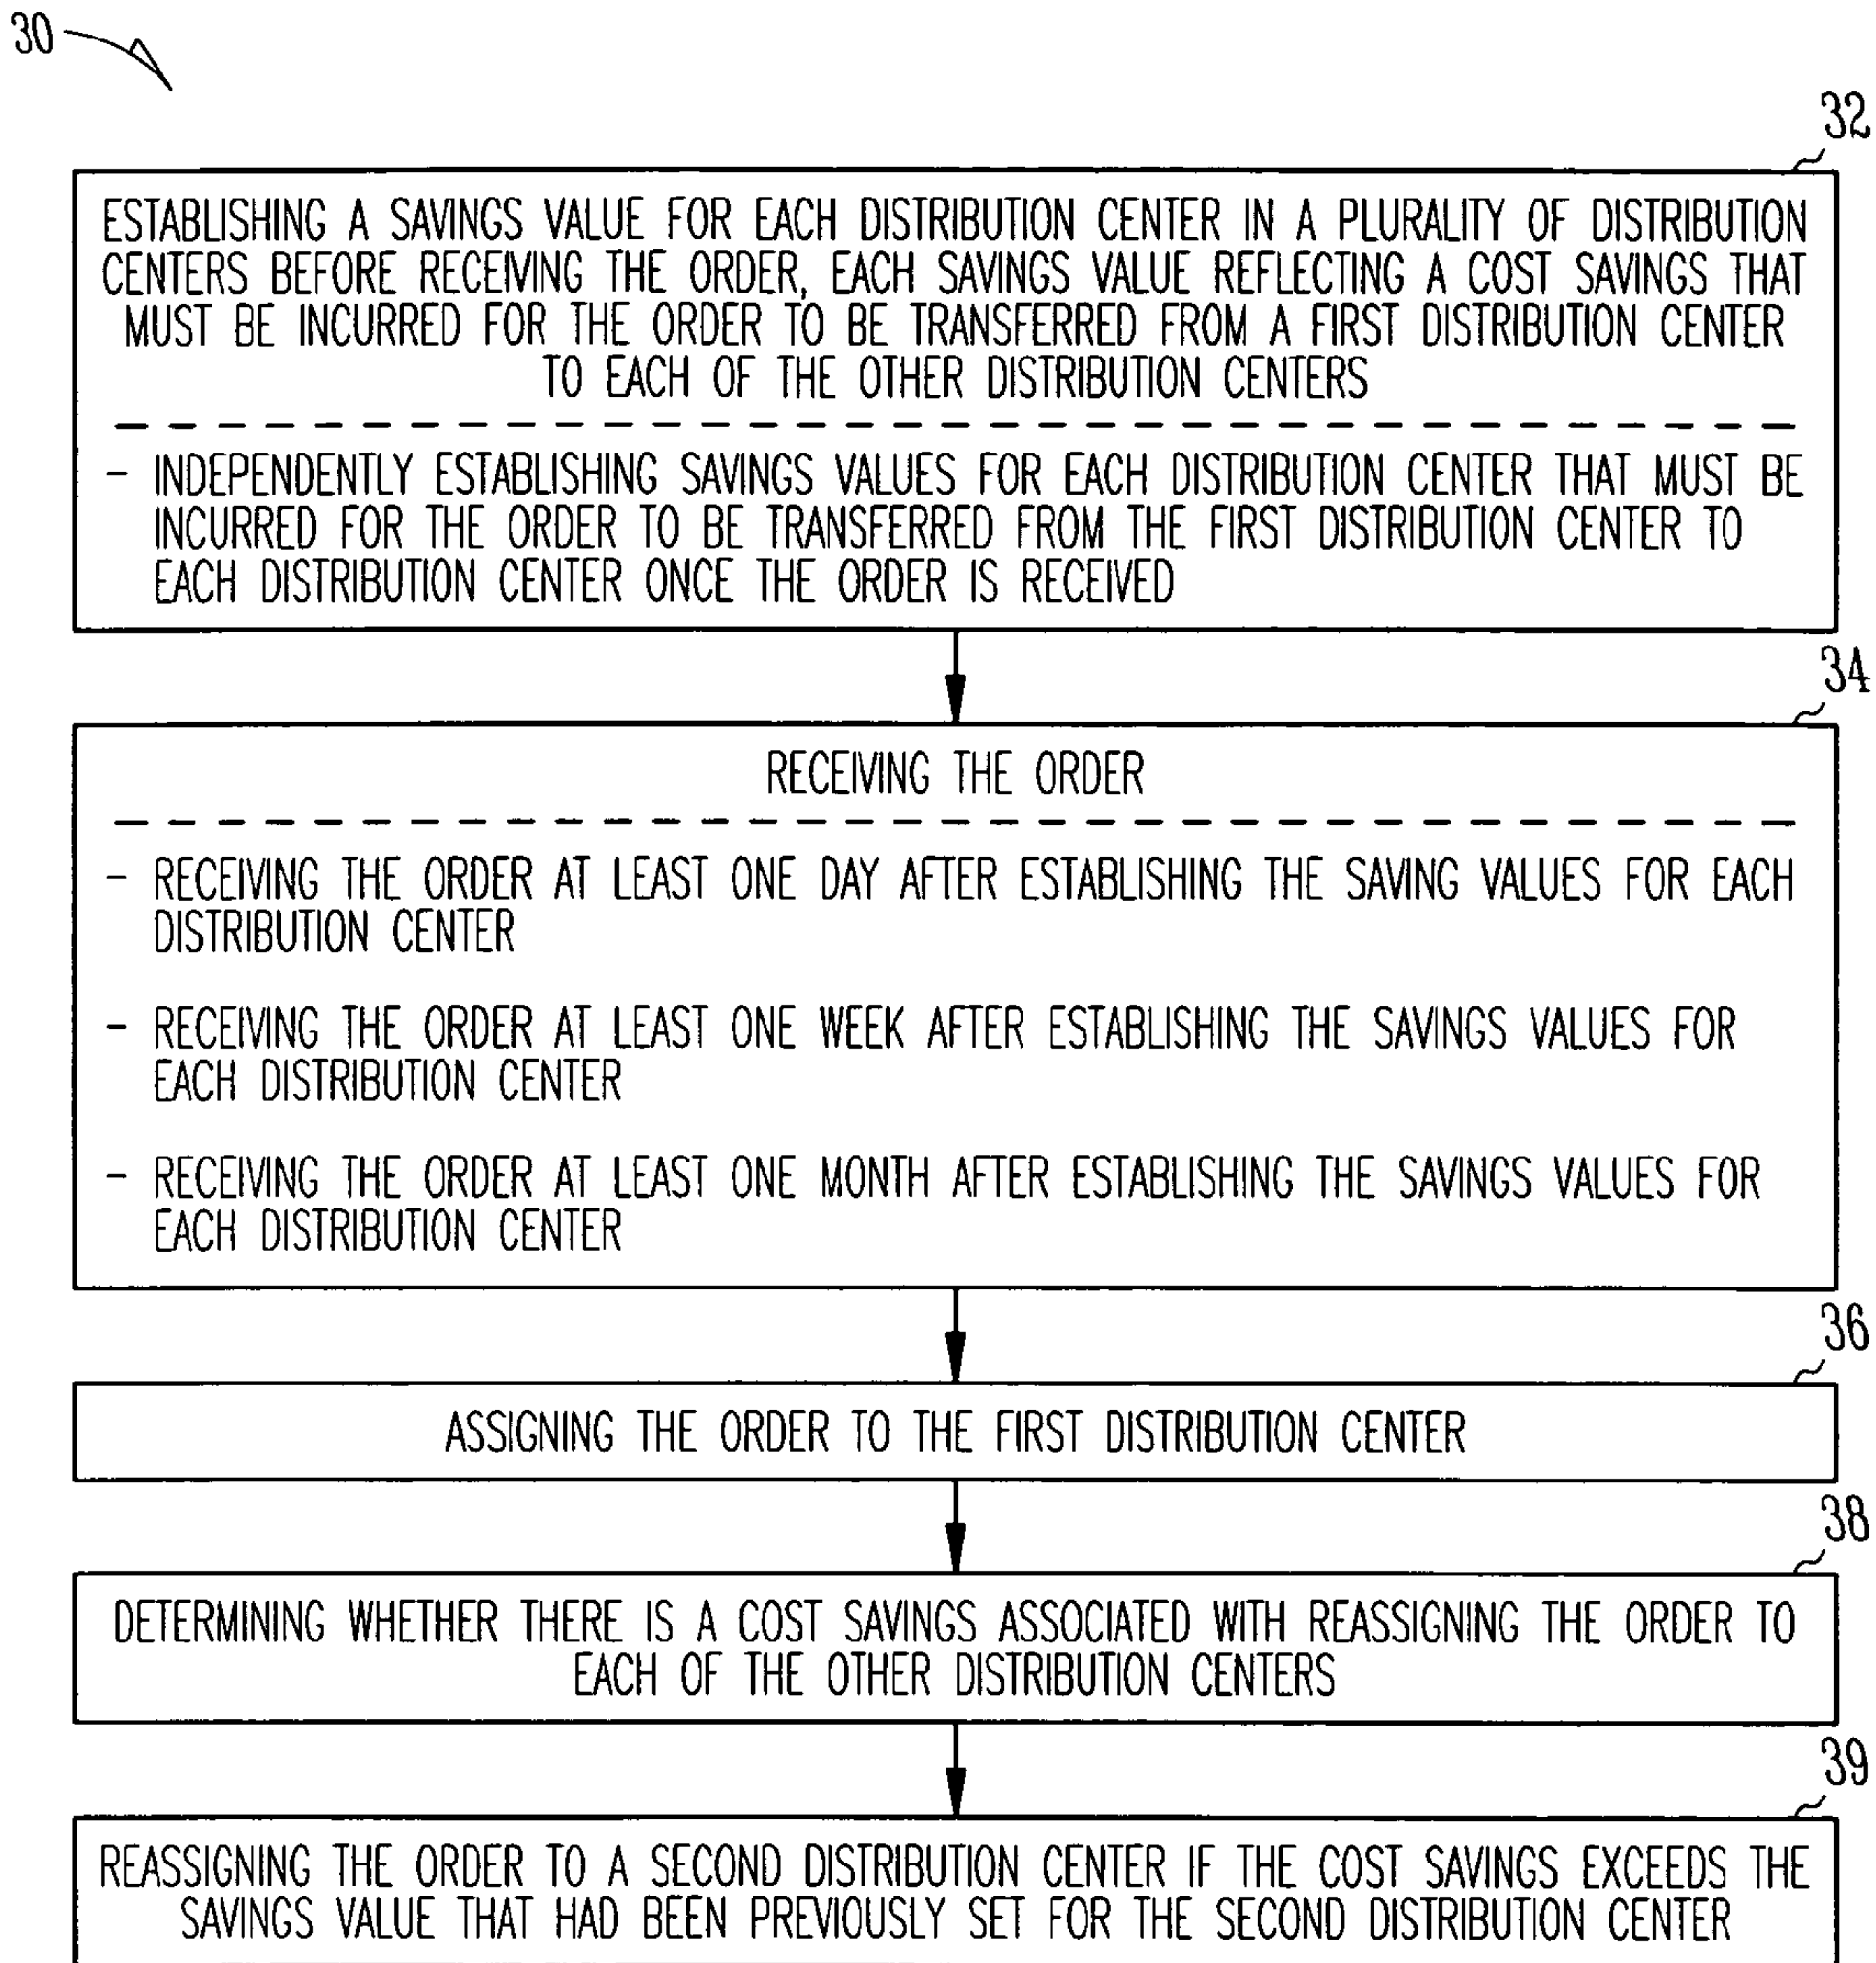 30
32
ESTABLISHING A SAVINGS VALUE FOR EACH DISTRIBUTION CENTER IN A PLURALITY OF DISTRIBUTION
CENTERS BEFORE RECEIVING THE ORDER, EACH SAVINGS VALUE REFLECTING A COST SAVINGS THAT
MUST BE INCURRED FOR THE ORDER TO BE TRANSFERRED FROM A FIRST DISTRIBUTION CENTER
TO EACH OF THE OTHER DISTRIBUTION CENTERS
- INDEPENDENTLY ESTABLISHING SAVINGS VALUES FOR EACH DISTRIBUTION CENTER THAT MUST BE
INCURRED FOR THE ORDER TO BE TRANSFERRED FROM THE FIRST DISTRIBUTION CENTER TO
EACH DISTRIBUTION CENTER ONCE THE ORDER IS RECEIVED
34
RECEIVING THE ORDER
- RECEIVING THE ORDER AT LEAST ONE DAY AFTER ESTABLISHING THE SAVING VALUES FOR EACH
DISTRIBUTION CENTER
- RECEIVING THE ORDER AT LEAST ONE WEEK AFTER ESTABLISHING THE SAVINGS VALUES FOR
EACH DISTRIBUTION CENTER
- RECEIVING THE ORDER AT LEAST ONE MONTH AFTER ESTABLISHING THE SAVINGS VALUES FOR
EACH DISTRIBUTION CENTER
36
ASSIGNING THE ORDER TO THE FIRST DISTRIBUTION CENTER
38
DETERMINING WHETHER THERE IS A COST SAVINGS ASSOCIATED WITH REASSIGNING THE ORDER TO
EACH OF THE OTHER DISTRIBUTION CENTERS
39
REASSIGNING THE ORDER TO A SECOND DISTRIBUTION CENTER IF THE COST SAVINGS EXCEEDS THE
SAVINGS VALUE THAT HAD BEEN PREVIOUSLY SET FOR THE SECOND DISTRIBUTION CENTER